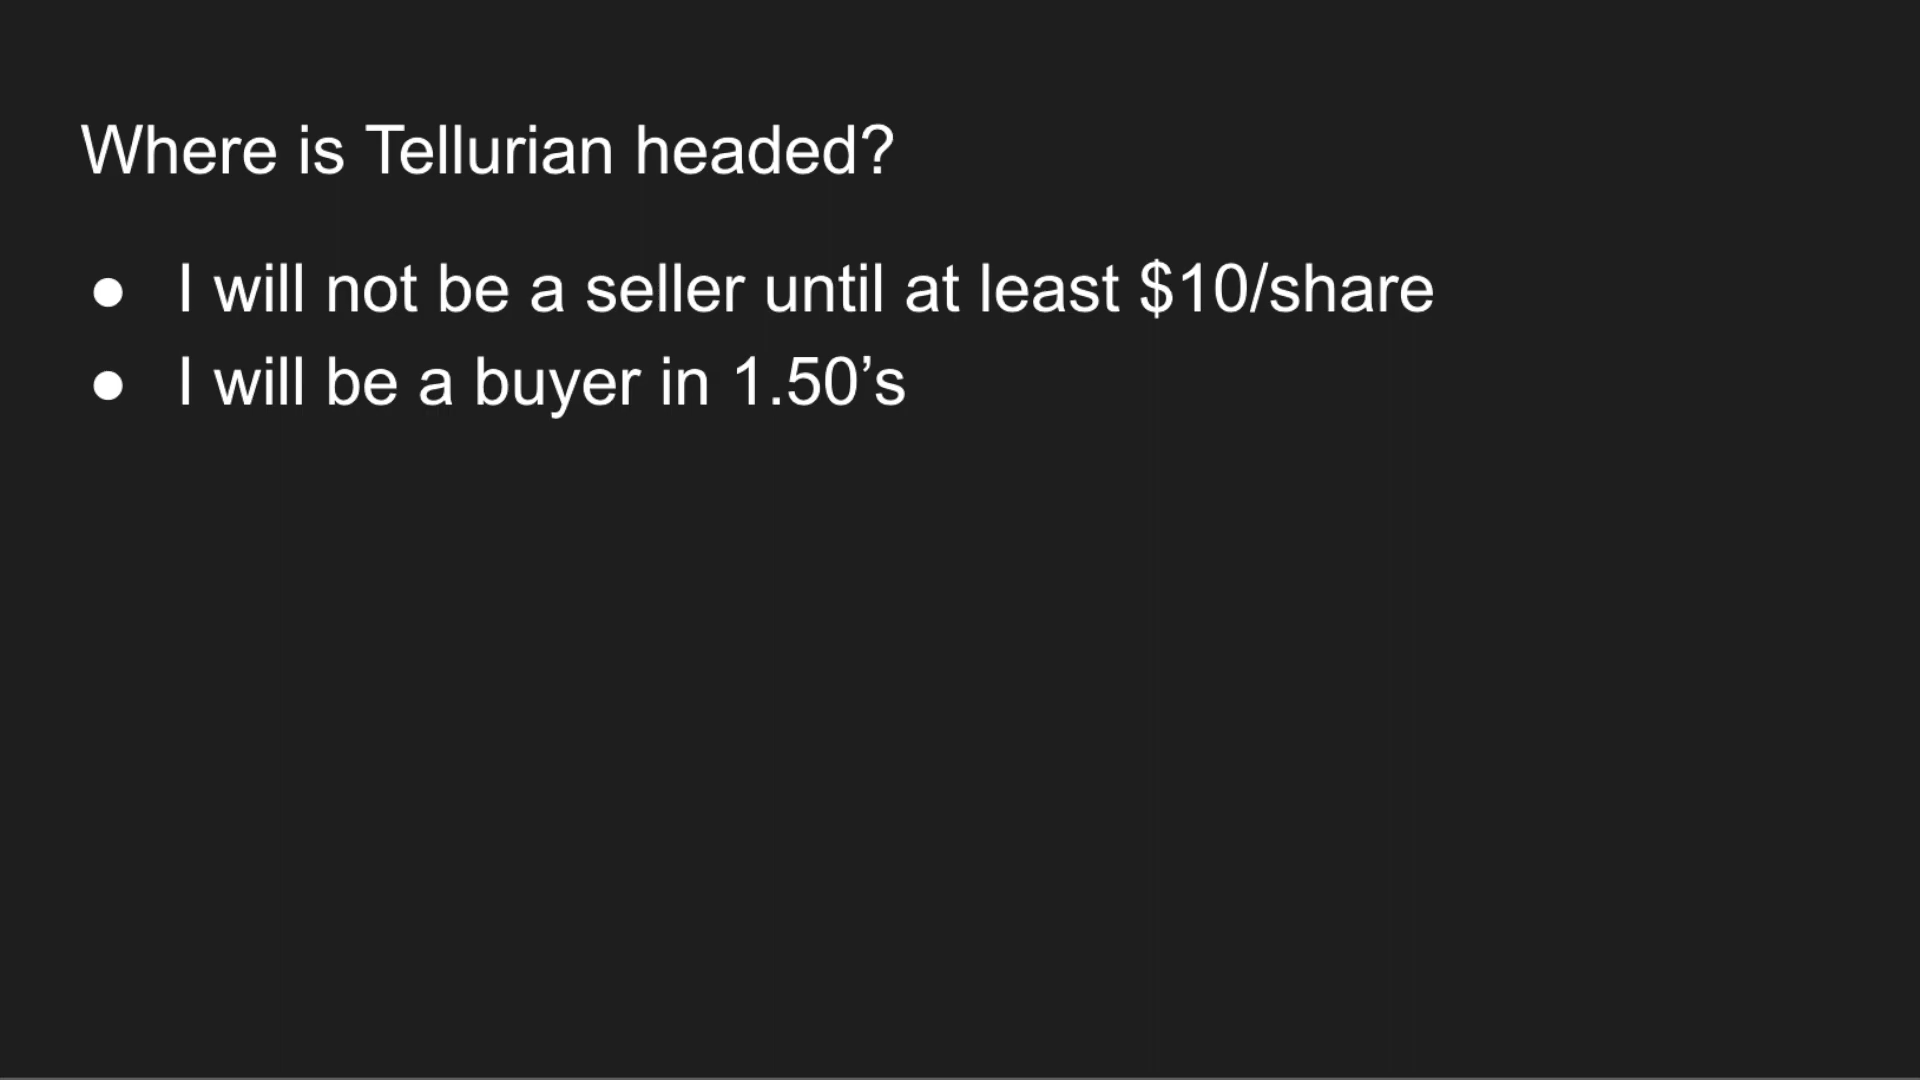 Where is Tellurian headed?
● I will not be a seller until at least $10/share
● I will be a buyer in 1.50’s